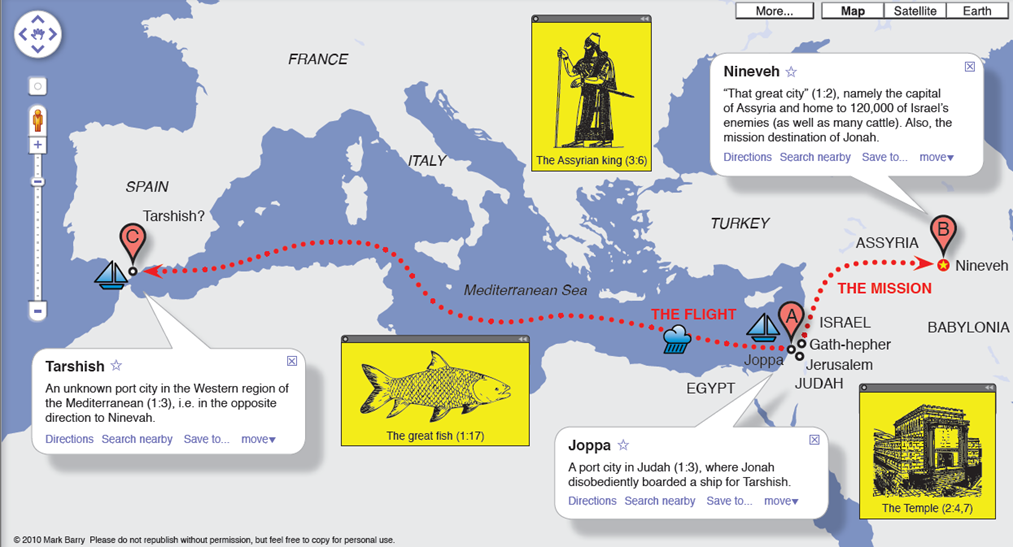 More...
Map
Satellite
Earth
FRANCE
The Assyrian king (3:6)
Nineveh ☆
“That great city” (1:2), namely the capital
of Assyria and home to 120,000 of Israel’s
enemies (as well as many cattle). Also, the
mission destination of Jonah.
Directions Search nearby Save to... move▾
ITALY
SPAIN
Tarshish?
C
TURKEY
ASSYRIA
B
Nineveh
Mediterranean Sea
THE MISSION
THE FLIGHT
A
ISRAEL
BABYLONIA
Gath-hepher
Joppa
Jerusalem
JUDAH
EGYPT
Tarshish ☆
An unknown port city in the Western region of
the Mediterranean (1:3), i.e. in the opposite
direction to Ninevah.
Directions Search nearby Save to... move▾
The great fish (1:17)
Joppa ☆
A port city in Judah (1:3), where Jonah
disobediently boarded a ship for Tarshish.
Directions Search nearby Save to... move▾
The Temple (2:4,7)
© 2010 Mark Barry Please do not republish without permission, but feel free to copy for personal use.